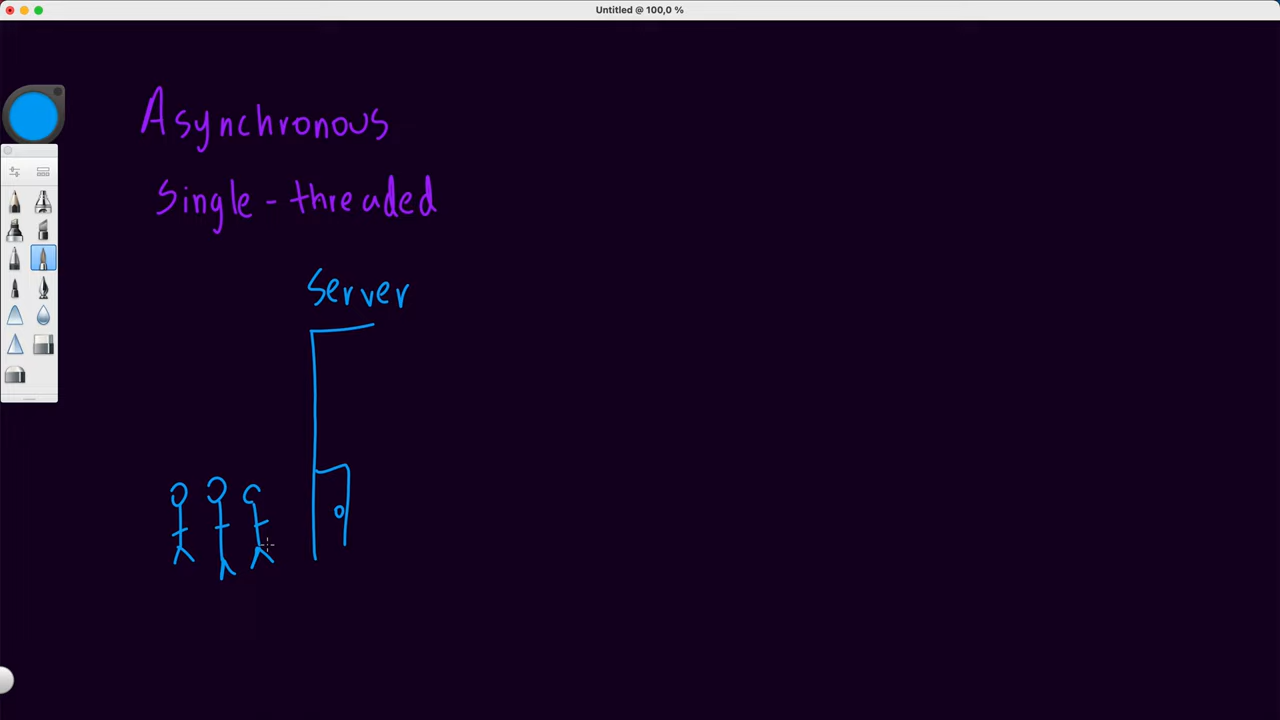 Untitled @ 100,0 %
Asynchronous
Single-threaded
Server